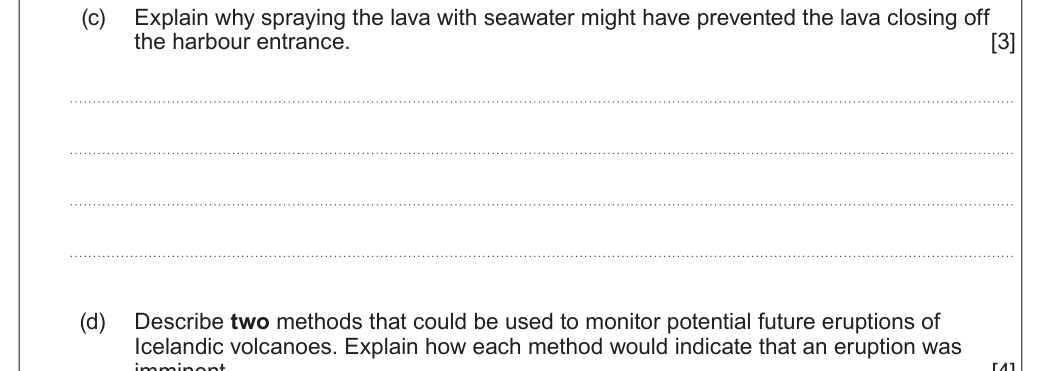 (c) Explain why spraying the lava with seawater might have prevented the lava closing off
the harbour entrance. [3]
(d) Describe two methods that could be used to monitor potential future eruptions of
Icelandic volcanoes. Explain how each method would indicate that an eruption was
imminent. [4]